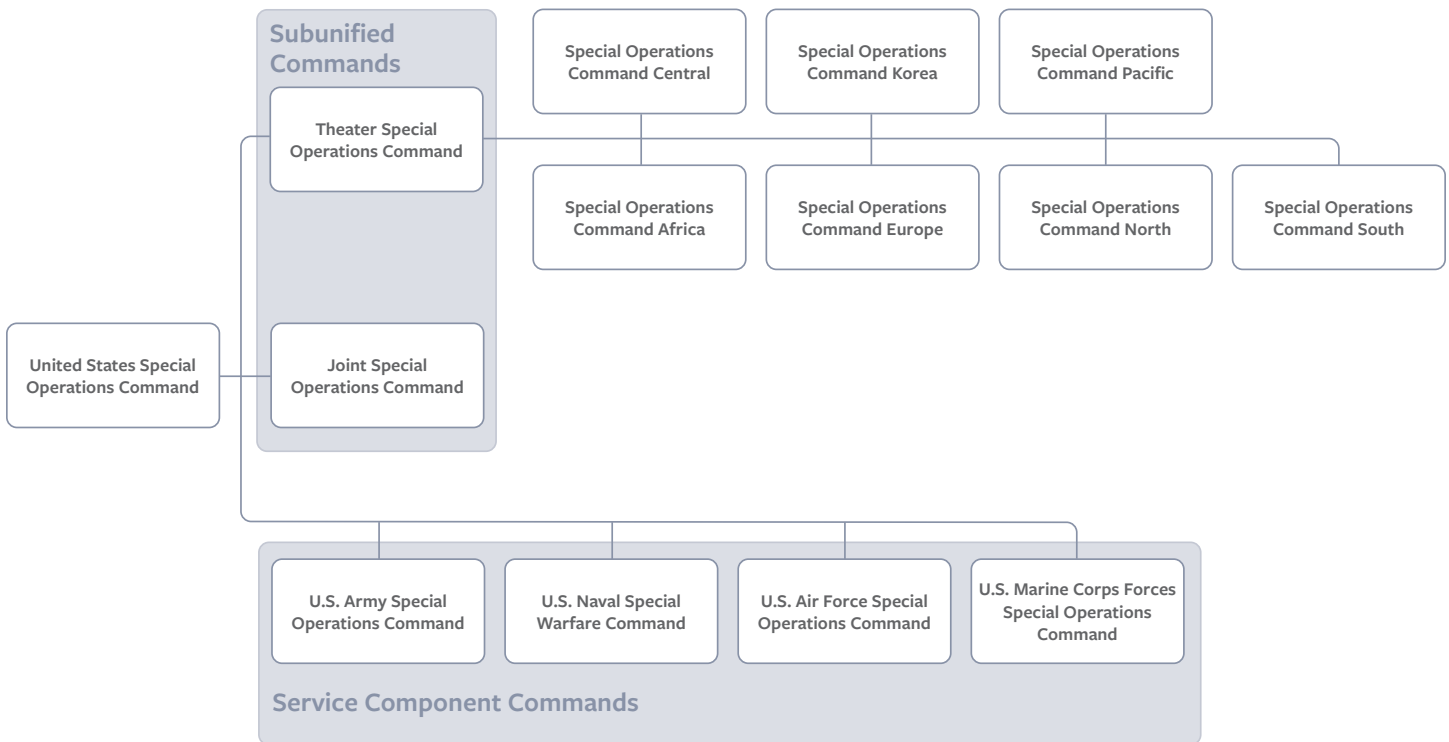 Subunified
Commands
Special Operations
Command Central
Special Operations
Command Korea
Special Operations
Command Pacific
Theater Special
Operations Command
Special Operations
Command Africa
Special Operations
Command Europe
Special Operations
Command North
Special Operations
Command South
United States Special
Operations Command
Joint Special
Operations Command
U.S. Army Special
Operations Command
U.S. Naval Special
Warfare Command
U.S. Air Force Special
Operations Command
U.S. Marine Corps Forces
Special Operations
Command
Service Component Commands